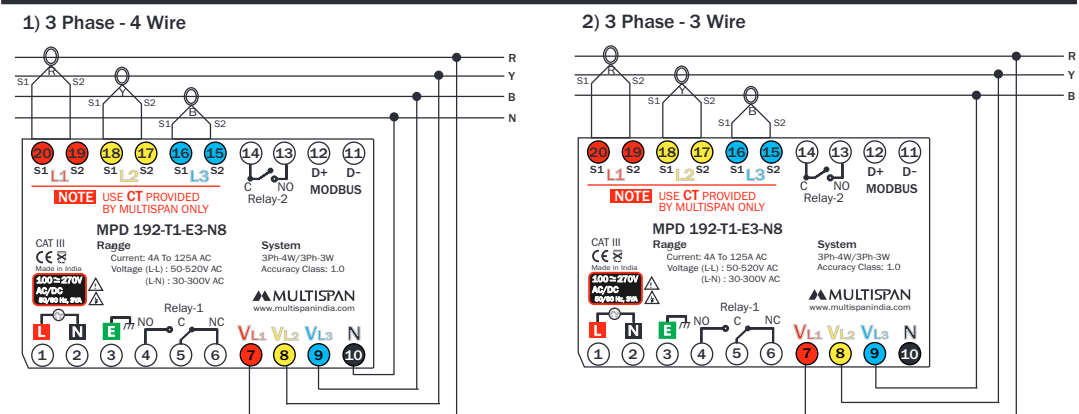 1) 3 Phase - 4 Wire
R
Y
B
N
R
S1 S2
Y
S1 S2
B
S1 S2
20 19 18 17 16 15 14 13 12 11
S1 S2 S1 S2 S1 S2 D+ D-
L1 L2 L3 C NO MODBUS
Relay-2
NOTE USE CT PROVIDED
BY MULTISPAN ONLY
MPD 192-T1-E3-N8
CAT III
CE
Made in India
100 ≂ 270V
AC/DC
50/60 Hz, 3VA
Range
Current: 4A To 125A AC
Voltage (L-L) : 50-520V AC
(L-N) : 30-300V AC
System
3Ph-4W/3Ph-3W
Accuracy Class: 1.0
MULTISPAN
www.multispanindia.com
Relay-1
L N E NO C NC VL1 VL2 VL3 N
1 2 3 4 5 6 7 8 9 10
2) 3 Phase - 3 Wire
R
Y
B
R
S1 S2
Y
S1 S2
B
S1 S2
20 19 18 17 16 15 14 13 12 11
S1 S2 S1 S2 S1 S2 D+ D-
L1 L2 L3 C NO MODBUS
Relay-2
NOTE USE CT PROVIDED
BY MULTISPAN ONLY
MPD 192-T1-E3-N8
CAT III
CE
Made in India
100 ≂ 270V
AC/DC
50/60 Hz, 3VA
Range
Current: 4A To 125A AC
Voltage (L-L) : 50-520V AC
(L-N) : 30-300V AC
System
3Ph-4W/3Ph-3W
Accuracy Class: 1.0
MULTISPAN
www.multispanindia.com
Relay-1
L N E NO C NC VL1 VL2 VL3 N
1 2 3 4 5 6 7 8 9 10